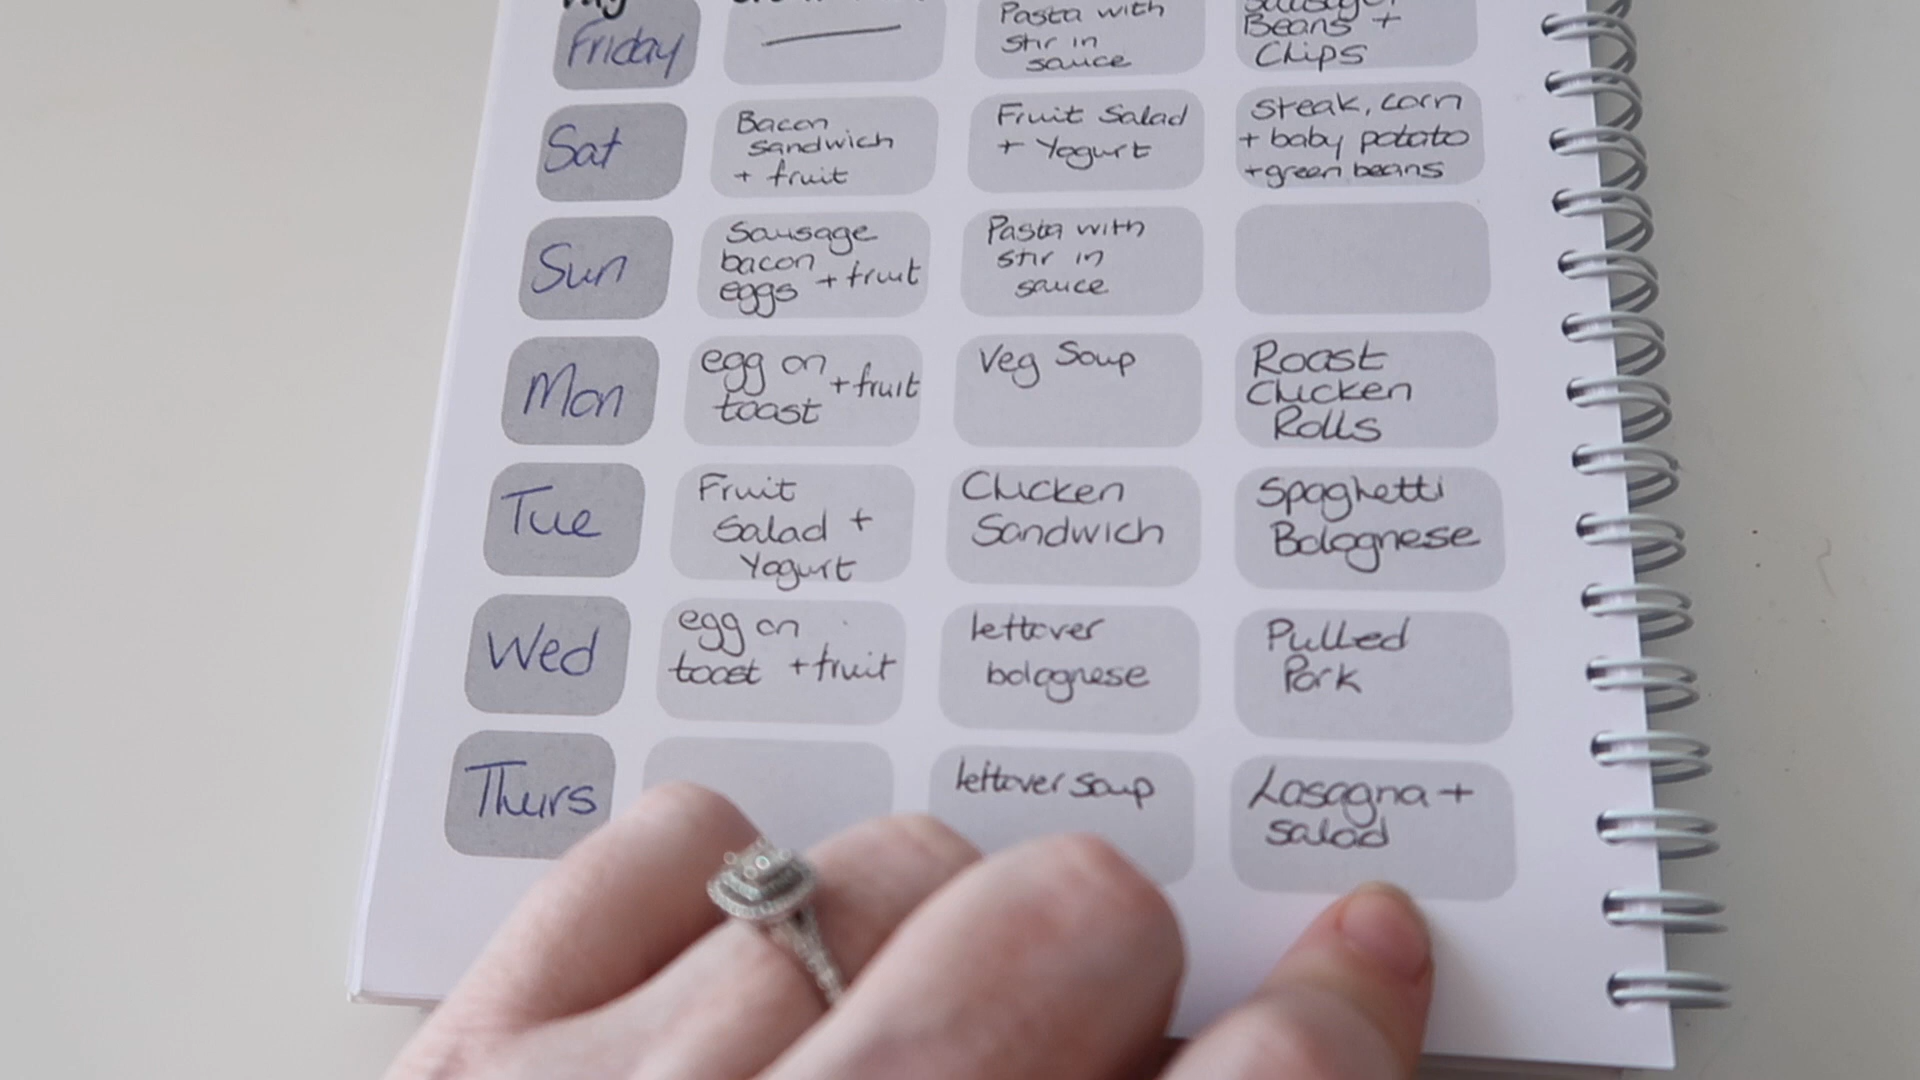 Friday
Pasta with
stir in
sauce
Beans +
Chips
Sat
Bacon
sandwich
+ fruit
Fruit Salad
+ Yogurt
steak, corn
+ baby potato
+green beans
Sun
Sausage
bacon
eggs + fruit
Pasta with
stir in
sauce
Mon
egg on
toast + fruit
Veg Soup
Roast
Chicken
Rolls
Tue
Fruit
Salad +
Yogurt
Chicken
Sandwich
Spaghetti
Bolognese
Wed
egg on
toast + fruit
leftover
bolognese
Pulled
Pork
Thurs
leftover soup
Lasagna +
salad